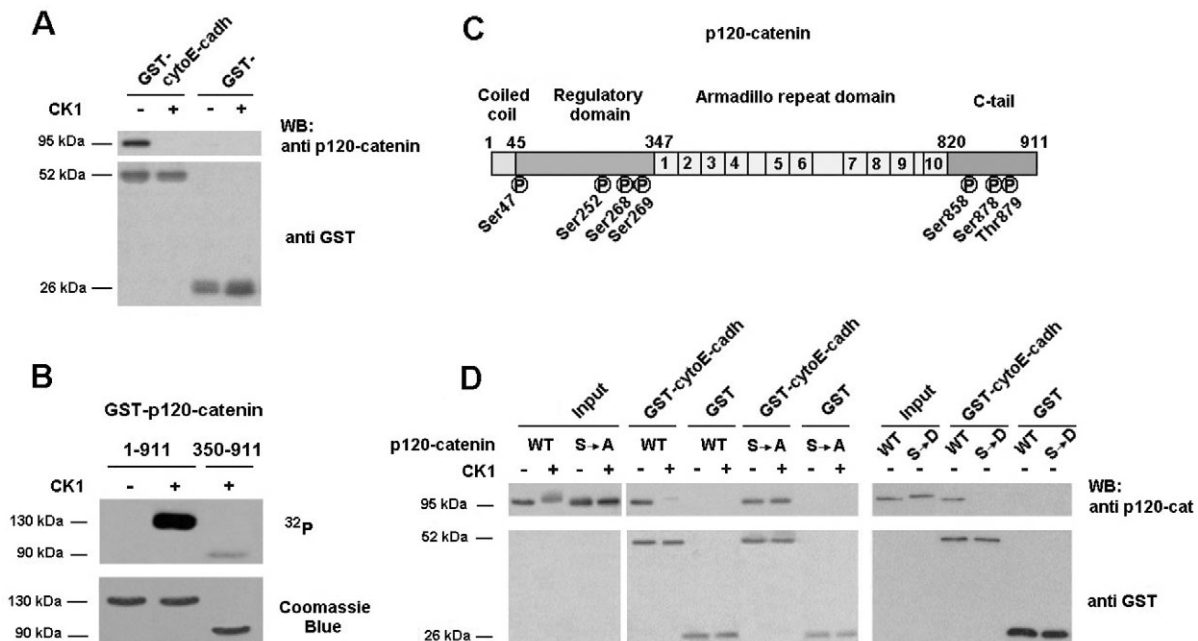 A
GST-
cytoE-cadh
GST-
CK1 - + - +
95 kDa
WB:
anti p120-catenin
52 kDa
anti GST
26 kDa
B
GST-p120-catenin
1-911 350-911
CK1 - + +
130 kDa
32P
90 kDa
130 kDa
Coomassie
Blue
90 kDa
C
p120-catenin
Coiled
coil
Regulatory
domain
Armadillo repeat domain
C-tail
1 45 347 820 911
1 2 3 4 5 6 7 8 9 10
P P P P P P P
Ser47
Ser252
Ser268
Ser269
Ser858
Ser878
Thr879
D
Input GST-cytoE-cadh GST GST-cytoE-cadh GST Input GST-cytoE-cadh GST
p120-catenin WT S→A WT WT S→A S→A WT S→D WT S→D WT S→D
CK1 - + - + - + - + - + - + - - - - - -
95 kDa
WB:
anti p120-cat
52 kDa
anti GST
26 kDa